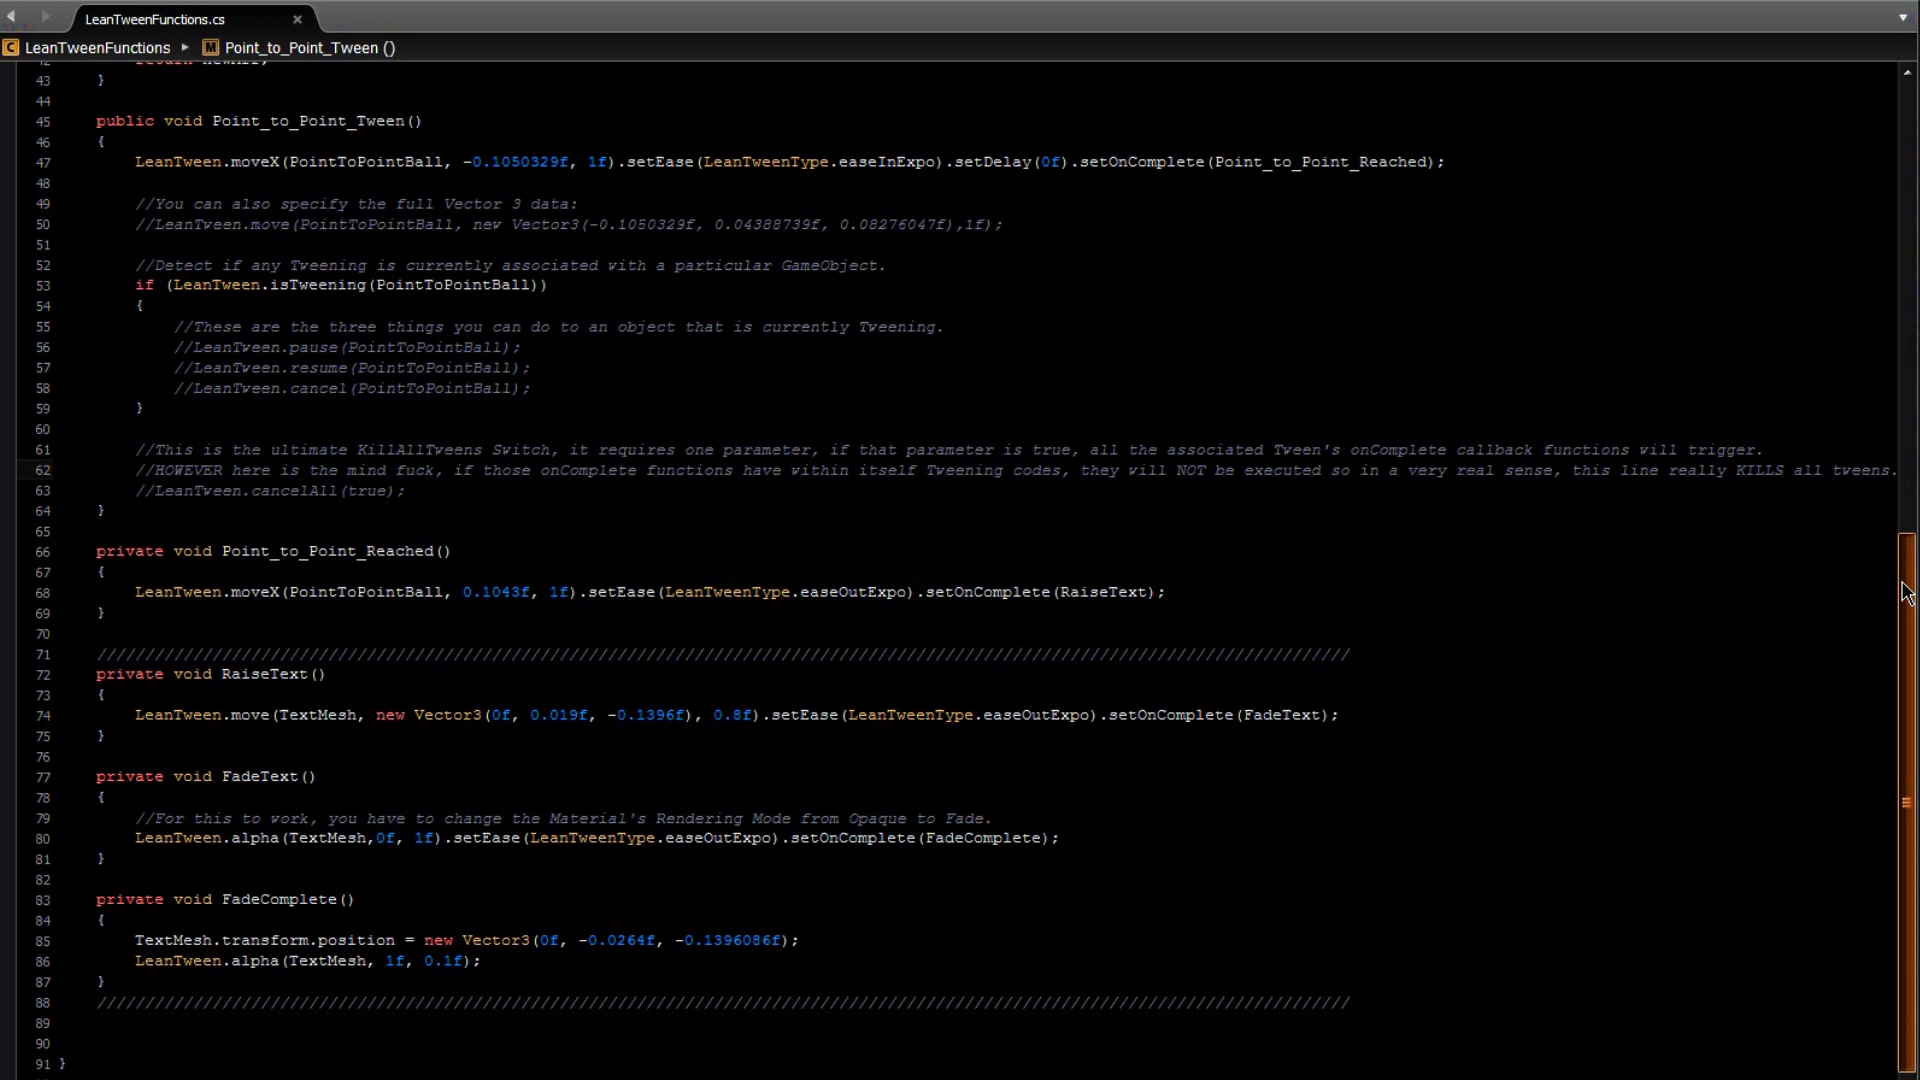 LeanTweenFunctions.cs
LeanTweenFunctions Point_to_Point_Tween ()
43 }
44
45 public void Point_to_Point_Tween()
46 {
47 LeanTween.moveX(PointToPointBall, -0.1050329f, 1f).setEase(LeanTweenType.easeInExpo).setDelay(0f).setOnComplete(Point_to_Point_Reached);
48
49 //You can also specify the full Vector 3 data:
50 //LeanTween.move(PointToPointBall, new Vector3(-0.1050329f, 0.04388739f, 0.08276047f),1f);
51
52 //Detect if any Tweening is currently associated with a particular GameObject.
53 if (LeanTween.isTweening(PointToPointBall))
54 {
55 //These are the three things you can do to an object that is currently Tweening.
56 //LeanTween.pause(PointToPointBall);
57 //LeanTween.resume(PointToPointBall);
58 //LeanTween.cancel(PointToPointBall);
59 }
60
61 //This is the ultimate KillAllTweens Switch, it requires one parameter, if that parameter is true, all the associated Tween's onComplete callback functions will trigger.
62 //HOWEVER here is the mind fuck, if those onComplete functions have within itself Tweening codes, they will NOT be executed so in a very real sense, this line really KILLS all tweens.
63 //LeanTween.cancelAll(true);
64 }
65
66 private void Point_to_Point_Reached()
67 {
68 LeanTween.moveX(PointToPointBall, 0.1043f, 1f).setEase(LeanTweenType.easeOutExpo).setOnComplete(RaiseText);
69 }
70
71 //////////////////////////////////////////////////////////////////////////////////////////////////////////////////////////////////
72 private void RaiseText()
73 {
74 LeanTween.move(TextMesh, new Vector3(0f, 0.019f, -0.1396f), 0.8f).setEase(LeanTweenType.easeOutExpo).setOnComplete(FadeText);
75 }
76
77 private void FadeText()
78 {
79 //For this to work, you have to change the Material's Rendering Mode from Opaque to Fade.
80 LeanTween.alpha(TextMesh,0f, 1f).setEase(LeanTweenType.easeOutExpo).setOnComplete(FadeComplete);
81 }
82
83 private void FadeComplete()
84 {
85 TextMesh.transform.position = new Vector3(0f, -0.0264f, -0.1396086f);
86 LeanTween.alpha(TextMesh, 1f, 0.1f);
87 }
88 //////////////////////////////////////////////////////////////////////////////////////////////////////////////////////////////////
89
90
91 }